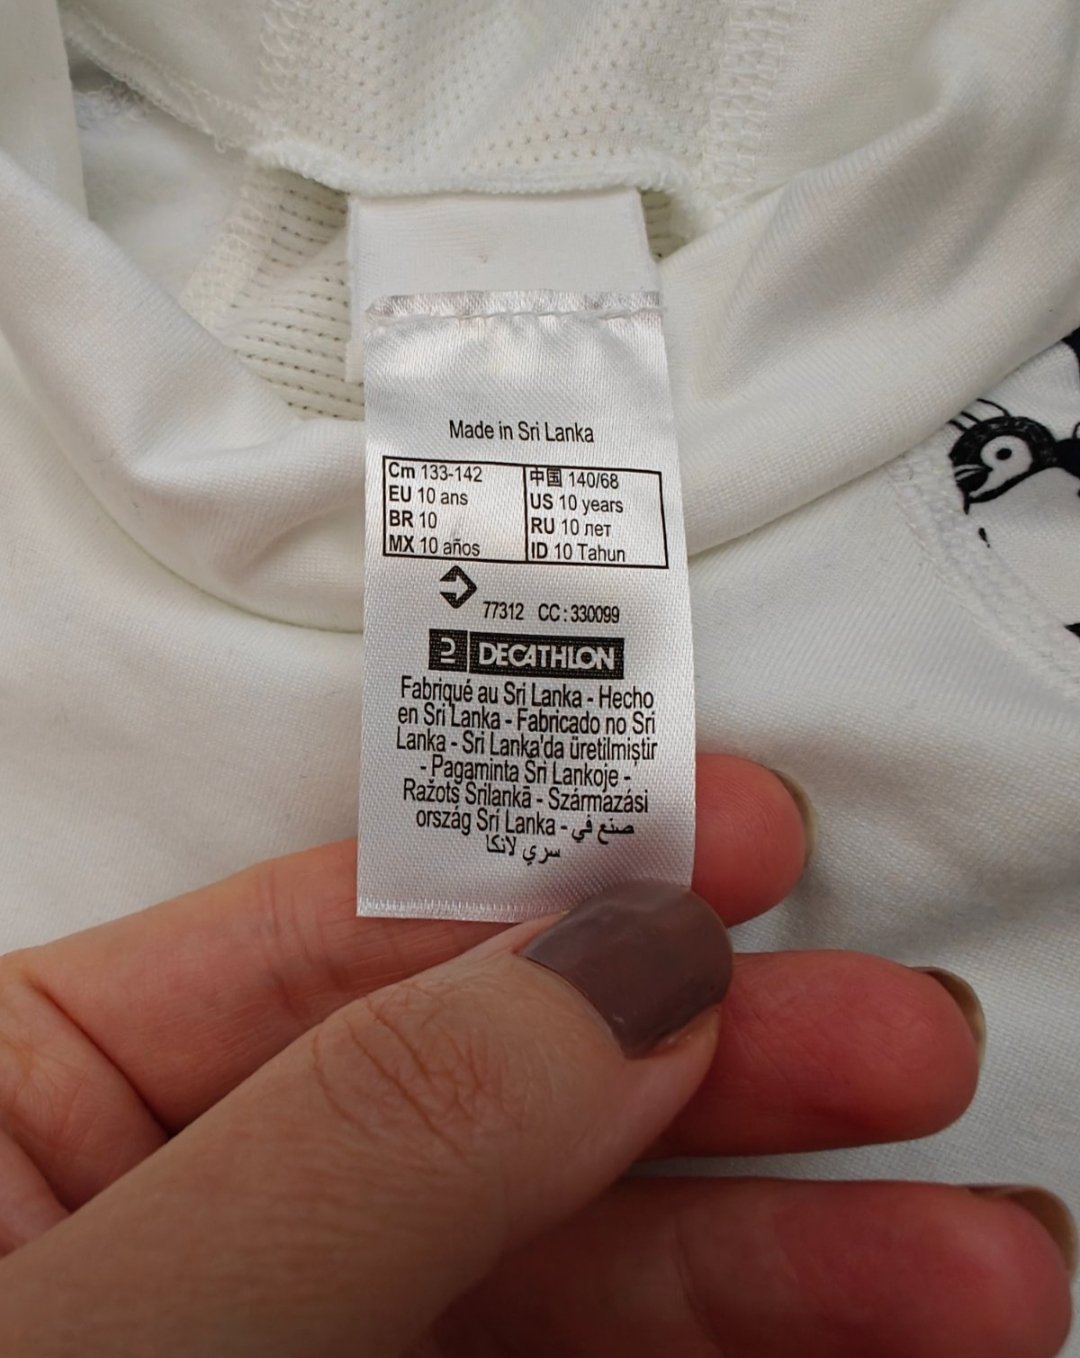 Made in Sri Lanka
Cm 133-142
EU 10 ans
BR 10
MX 10 años
中国 140/68
US 10 years
RU 10 лет
ID 10 Tahun
77312 CC : 330099
DECATHLON
Fabriqué au Sri Lanka - Hecho
en Sri Lanka - Fabricado no Sri
Lanka - Sri Lanka'da üretilmiştir
- Pagaminta Sri Lankoje -
Ražots Srilankā - Származási
ország Srí Lanka - صنع في
سري لانكا